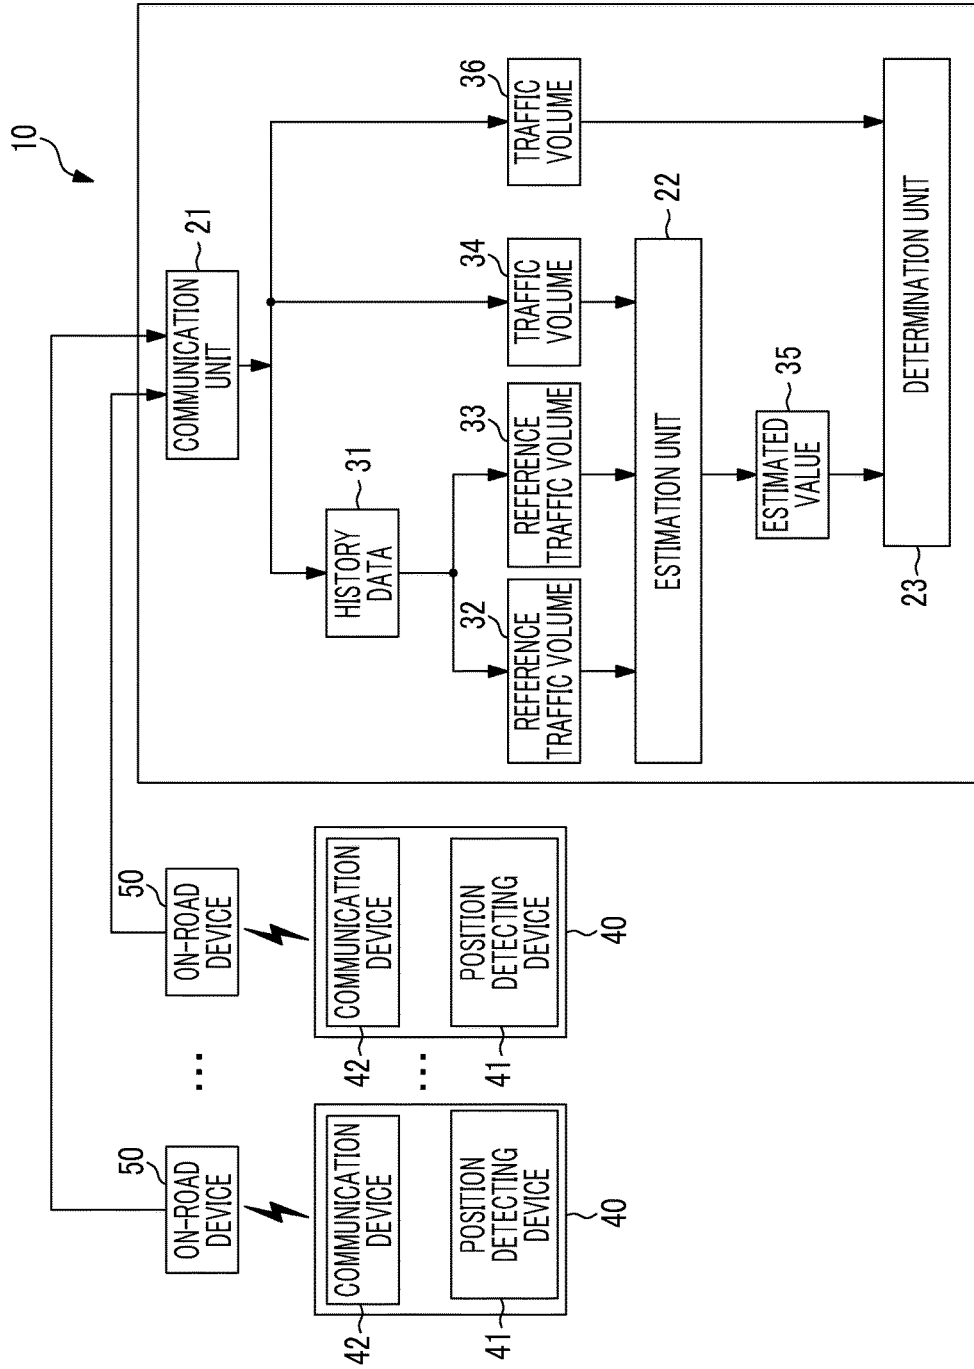 10
50
ON-ROAD
DEVICE
...
50
ON-ROAD
DEVICE
COMMUNICATION
UNIT
21
42
COMMUNICATION
DEVICE
41
POSITION
DETECTING
DEVICE
40
...
42
COMMUNICATION
DEVICE
41
POSITION
DETECTING
DEVICE
40
HISTORY
DATA
31
32
REFERENCE
TRAFFIC VOLUME
33
REFERENCE
TRAFFIC VOLUME
34
TRAFFIC
VOLUME
36
TRAFFIC
VOLUME
ESTIMATION UNIT
22
ESTIMATED
VALUE
35
23
DETERMINATION UNIT